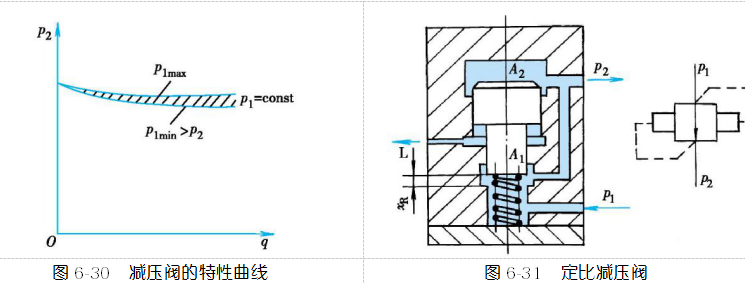 p₂
p₁max
p₁=const
p₁min>p₂
O
q
图 6-30 减压阀的特性曲线
A₂
p₂
L
A₁
x_R
p₁
p₁
p₂
图 6-31 定比减压阀